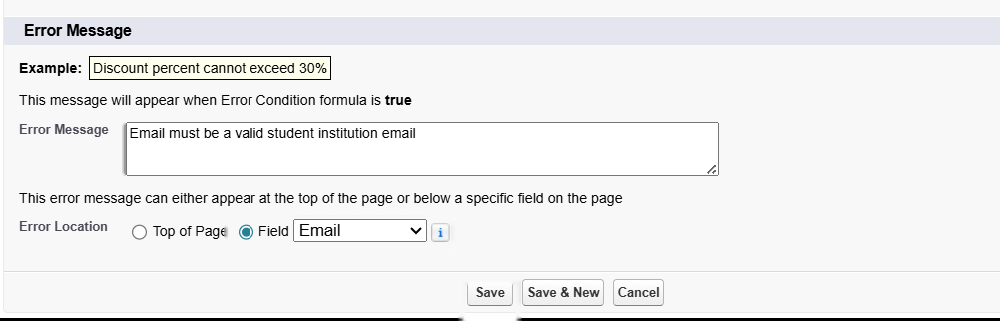 Error Message
Example: Discount percent cannot exceed 30%
This message will appear when Error Condition formula is true
Error Message Email must be a valid student institution email
This error message can either appear at the top of the page or below a specific field on the page
Error Location Top of Page Field Email i
Save Save & New Cancel